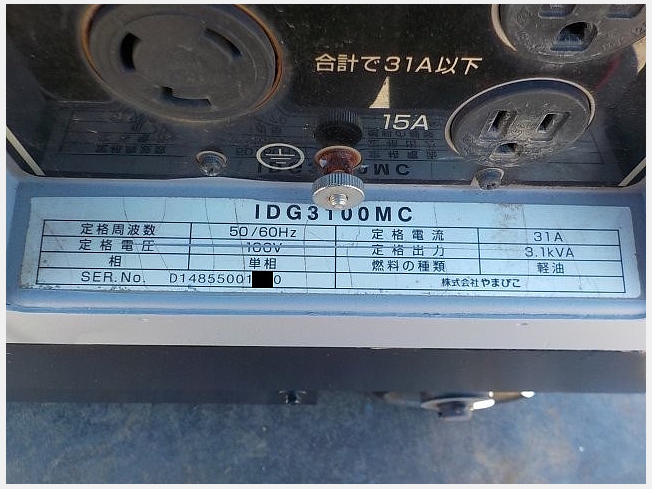 合計で31A以下
15A
IDG3100MC
定格周波数 50/60Hz 定格電流 31A
定格電圧 100V 定格出力 3.1kVA
相 単相 燃料の種類 軽油
SER.No. D14855001 0 株式会社やまびこ